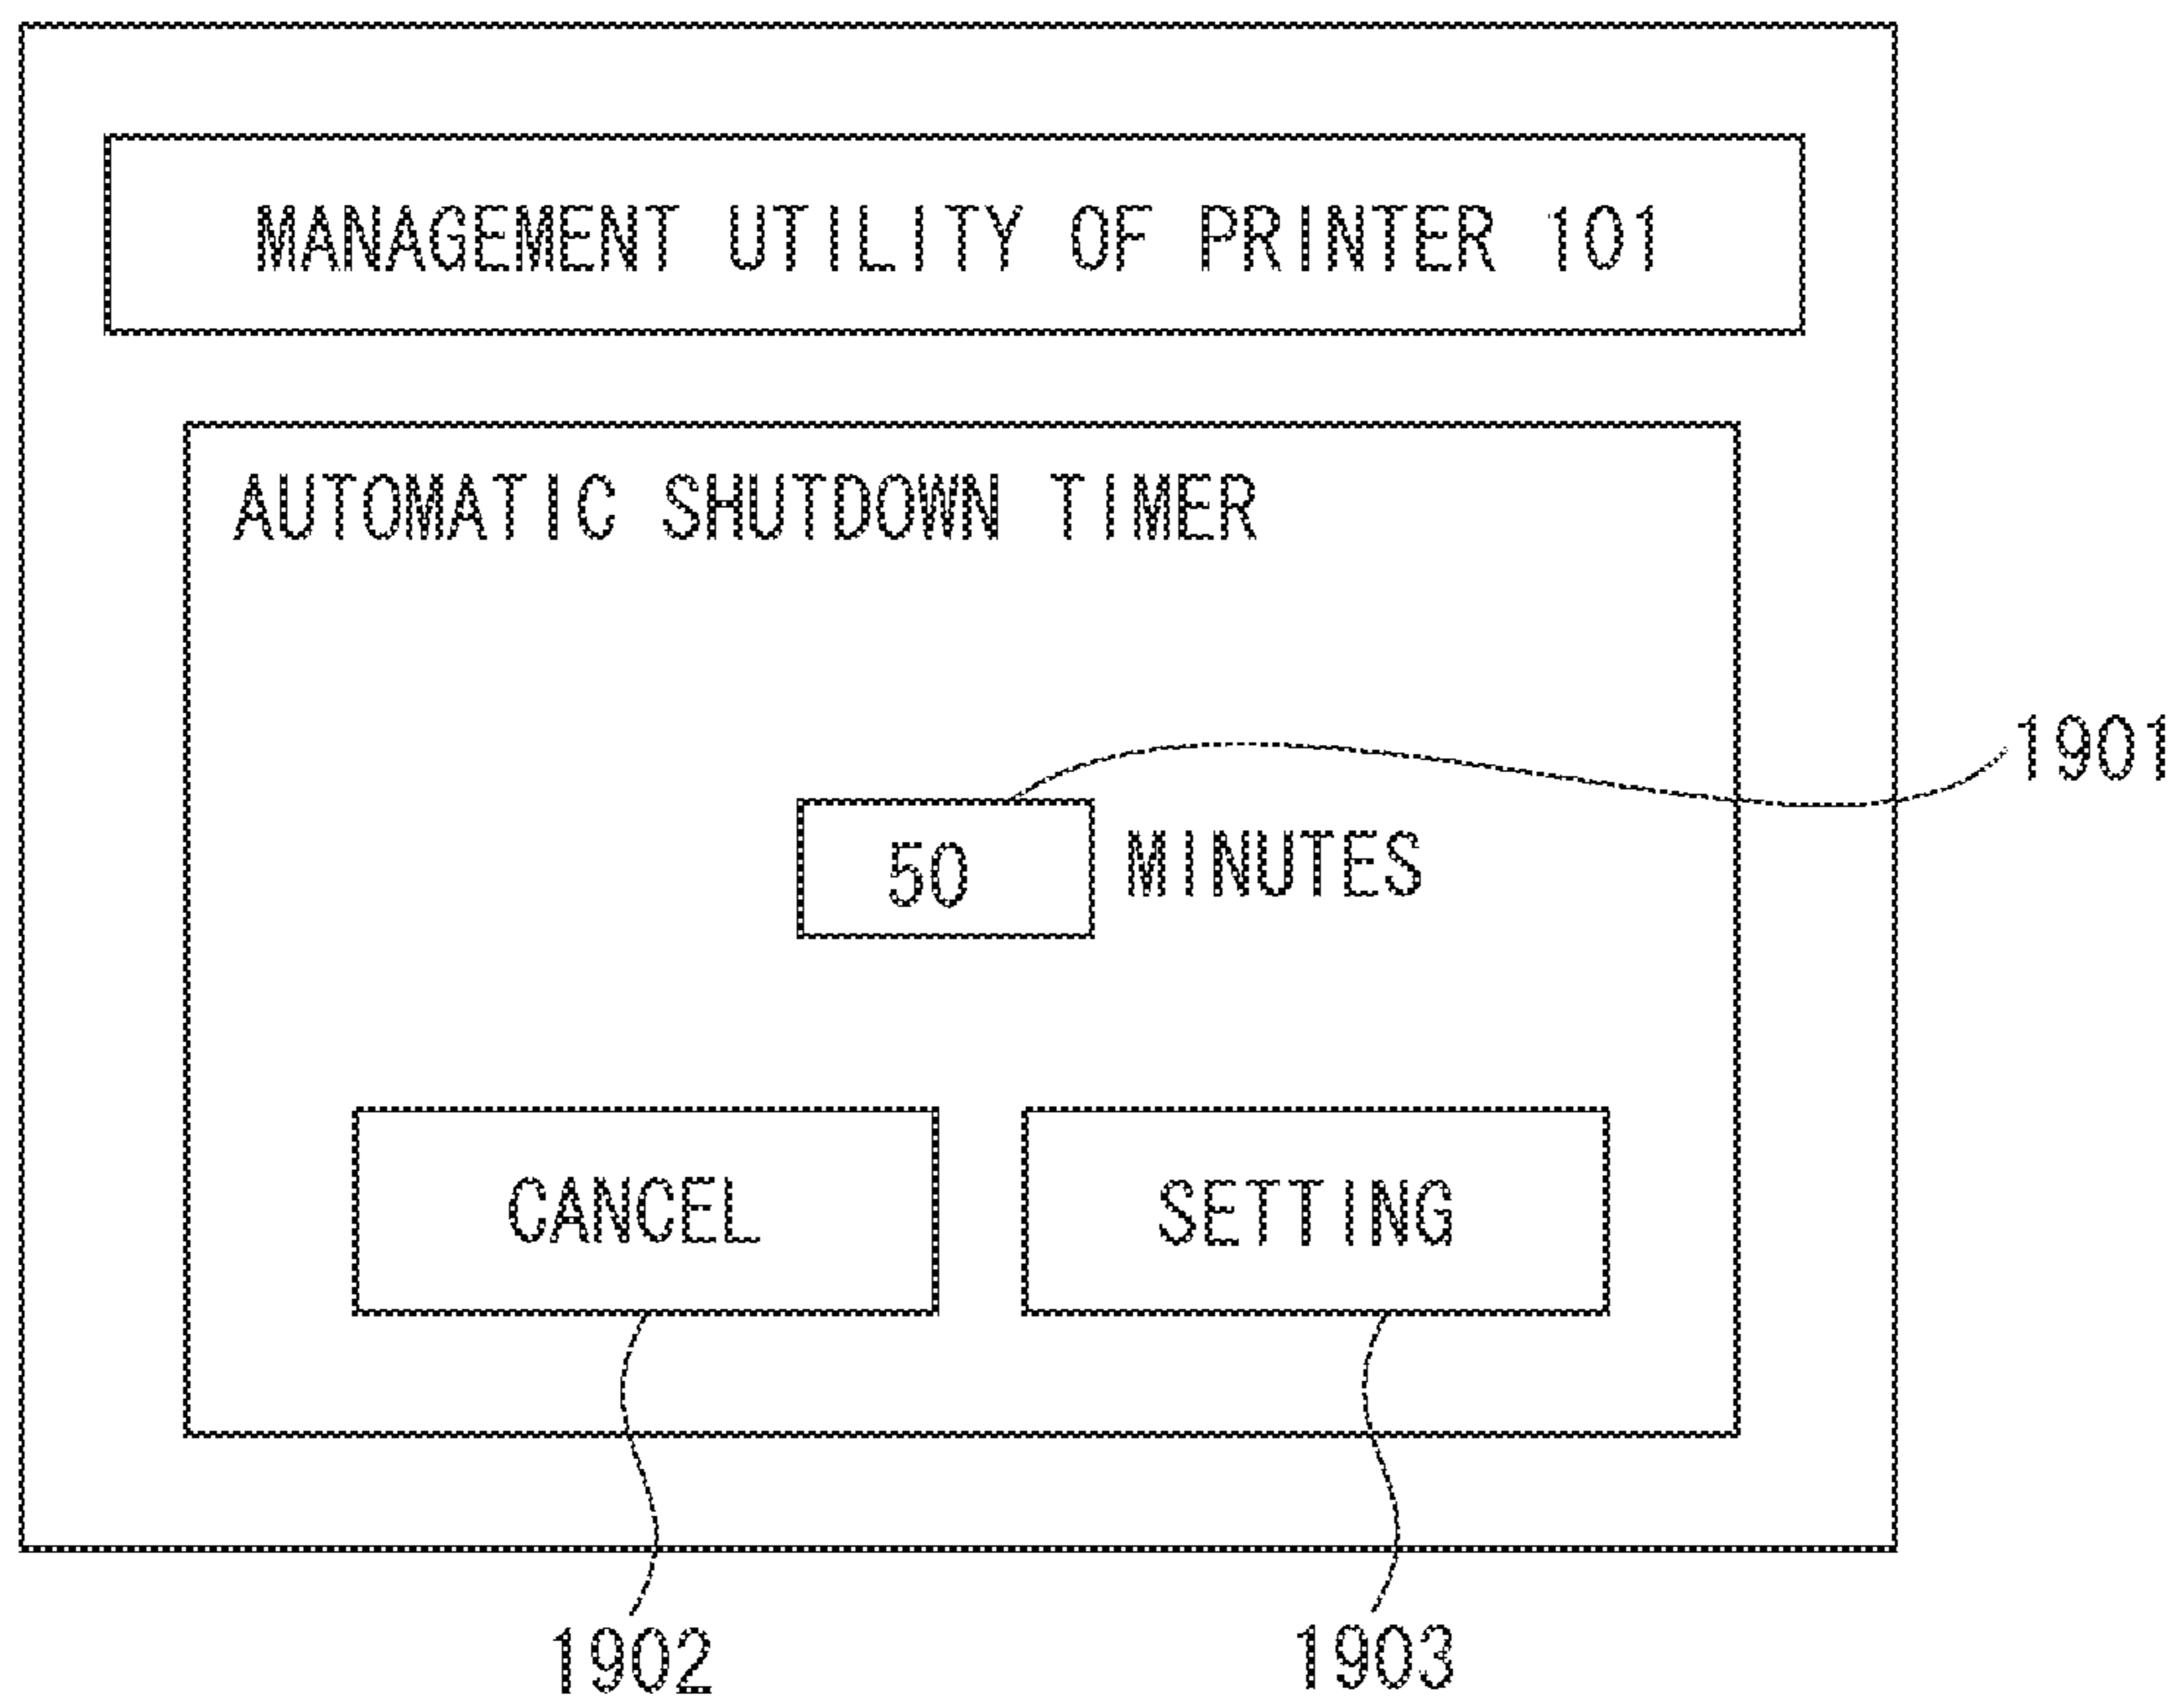 MANAGEMENT UTILITY OF PRINTER 101
AUTOMATIC SHUTDOWN TIMER
1901
50 MINUTES
CANCEL SETTING
1902 1903